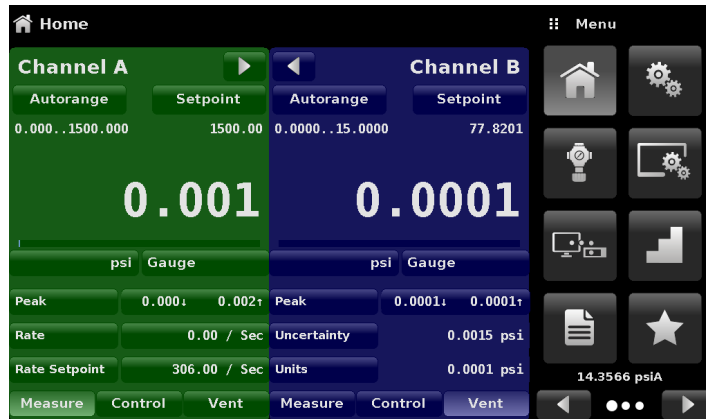 Home
Menu
Channel A
Channel B
Autorange Setpoint
Autorange Setpoint
0.000..1500.000 1500.00
0.0000..15.0000 77.8201
0.001
0.0001
psi Gauge
psi Gauge
Peak 0.000↓ 0.002↑
Peak 0.0001↓ 0.0001↑
Rate 0.00 / Sec
Uncertainty 0.0015 psi
Rate Setpoint 306.00 / Sec
Units 0.0001 psi
Measure Control Vent
Measure Control Vent
14.3566 psiA